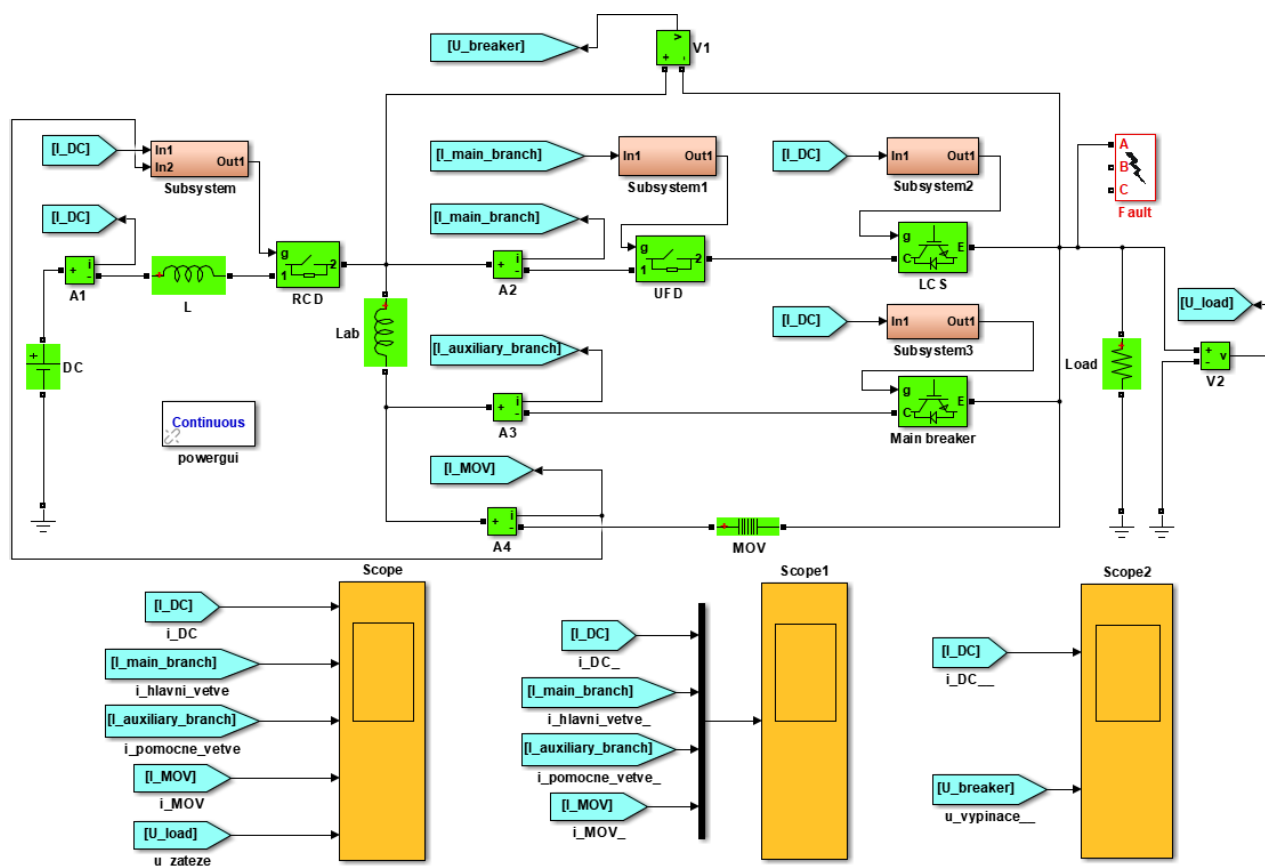 [U_breaker]
v
+
-
V1
[I_DC]
In1
In2
Out1
Subsystem
[I_main_branch]
In1
Out1
Subsystem1
[I_DC]
In1
Out1
Subsystem2
A
B
C
Fault
[I_DC]
[I_main_branch]
+
i
-
A1
L
g
1
2
RCD
+
i
-
A2
g
1
2
UFD
g
C
E
LCS
[U_load]
Lab
[I_auxiliary_branch]
[I_DC]
In1
Out1
Subsystem3
+
DC
Load
+
-
v
V2
Continuous
powergui
+
i
-
A3
g
C
E
Main breaker
[I_MOV]
+
i
-
A4
MOV
Scope
[I_DC]
i_DC
[I_main_branch]
i_hlavni_vetve
[I_auxiliary_branch]
i_pomocne_vetve
[I_MOV]
i_MOV
[U_load]
u_zateze
Scope1
[I_DC]
i_DC_
[I_main_branch]
i_hlavni_vetve_
[I_auxiliary_branch]
i_pomocne_vetve_
[I_MOV]
i_MOV_
Scope2
[I_DC]
i_DC__
[U_breaker]
u_vypinace__